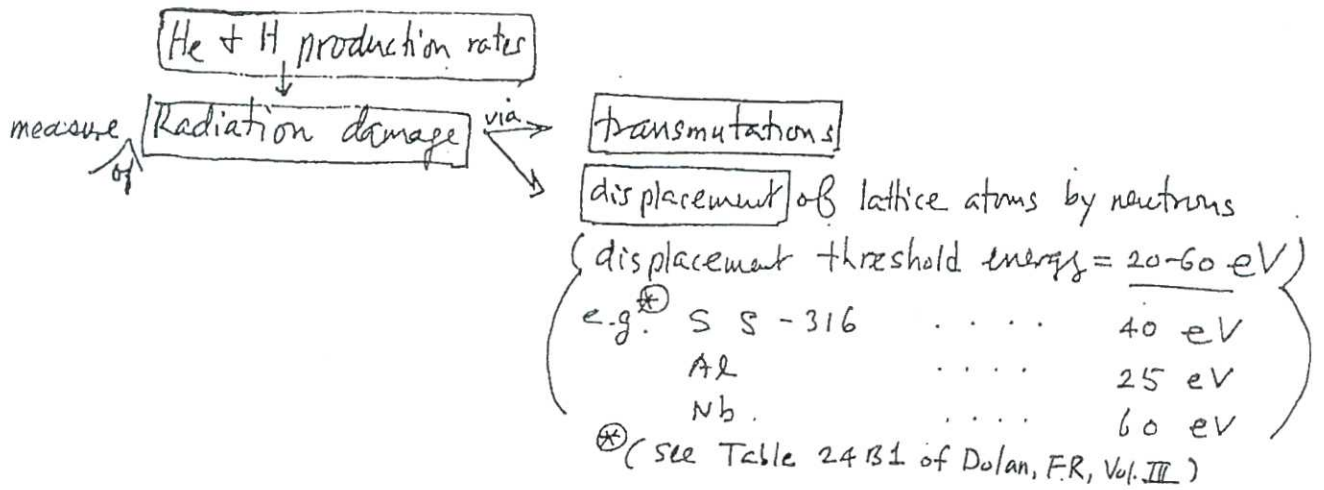 He + H production rates
measure of Radiation damage via transmutations
displacement of lattice atoms by neutrons
(displacement threshold energy = 20-60 eV)
e.g.* SS-316 .... 40 eV
Al .... 25 eV
Nb. .... 60 eV
*(see Table 24B1 of Dolan, F.R, Vol. III)